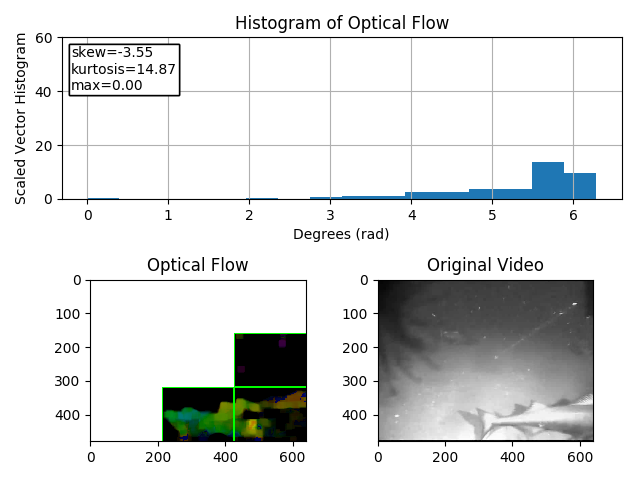 Histogram of Optical Flow
skew=-3.55
kurtosis=14.87
max=0.00
Scaled Vector Histogram
60
40
20
0
0 1 2 3 4 5 6
Degrees (rad)
Optical Flow
0
100
200
300
400
0 200 400 600
Original Video
0
100
200
300
400
0 200 400 600